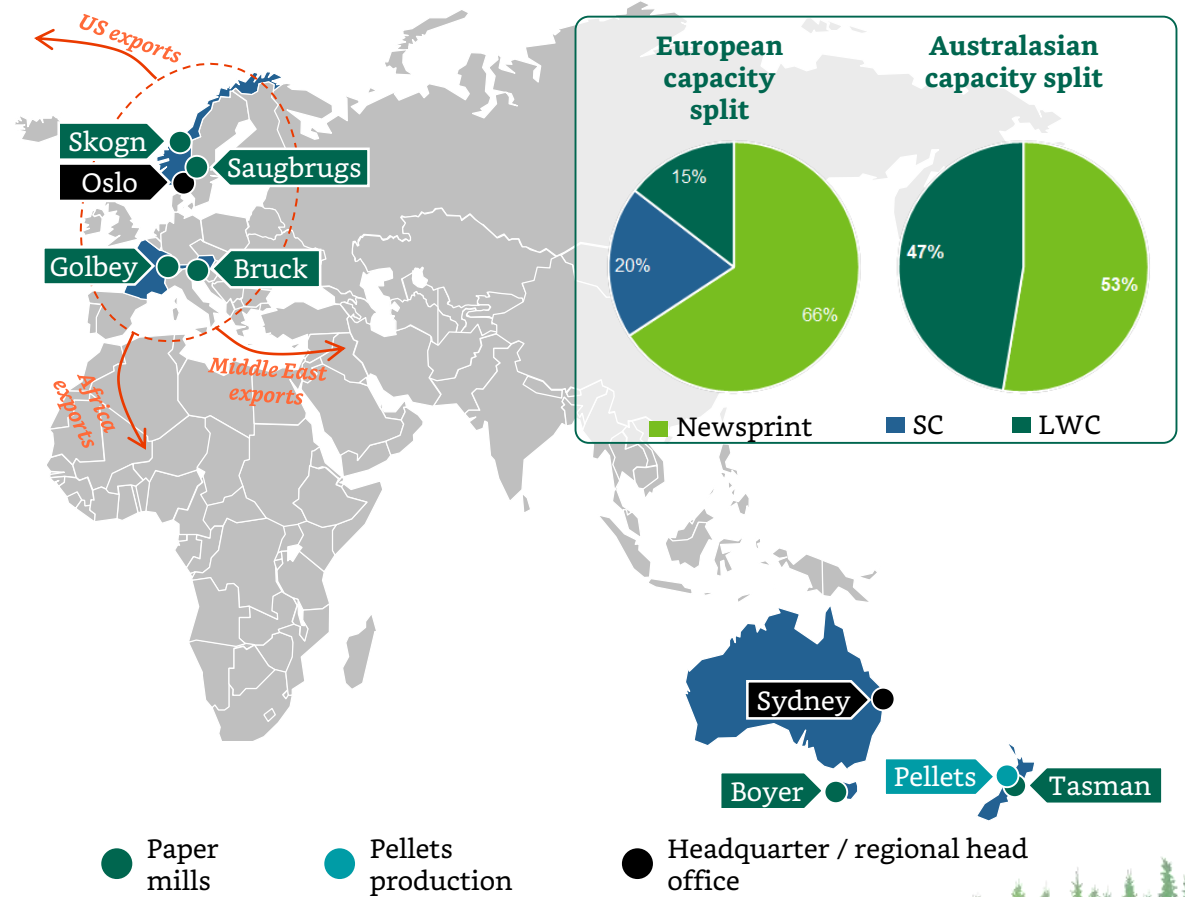 US exports
Skogn
Saugbrugs
Oslo
Golbey
Bruck
Middle East
exports
Africa
exports
European
capacity
split
Australasian
capacity split
15%
20%
66%
47%
53%
Newsprint
SC
LWC
Sydney
Boyer
Pellets
Tasman
Paper
mills
Pellets
production
Headquarter / regional head
office